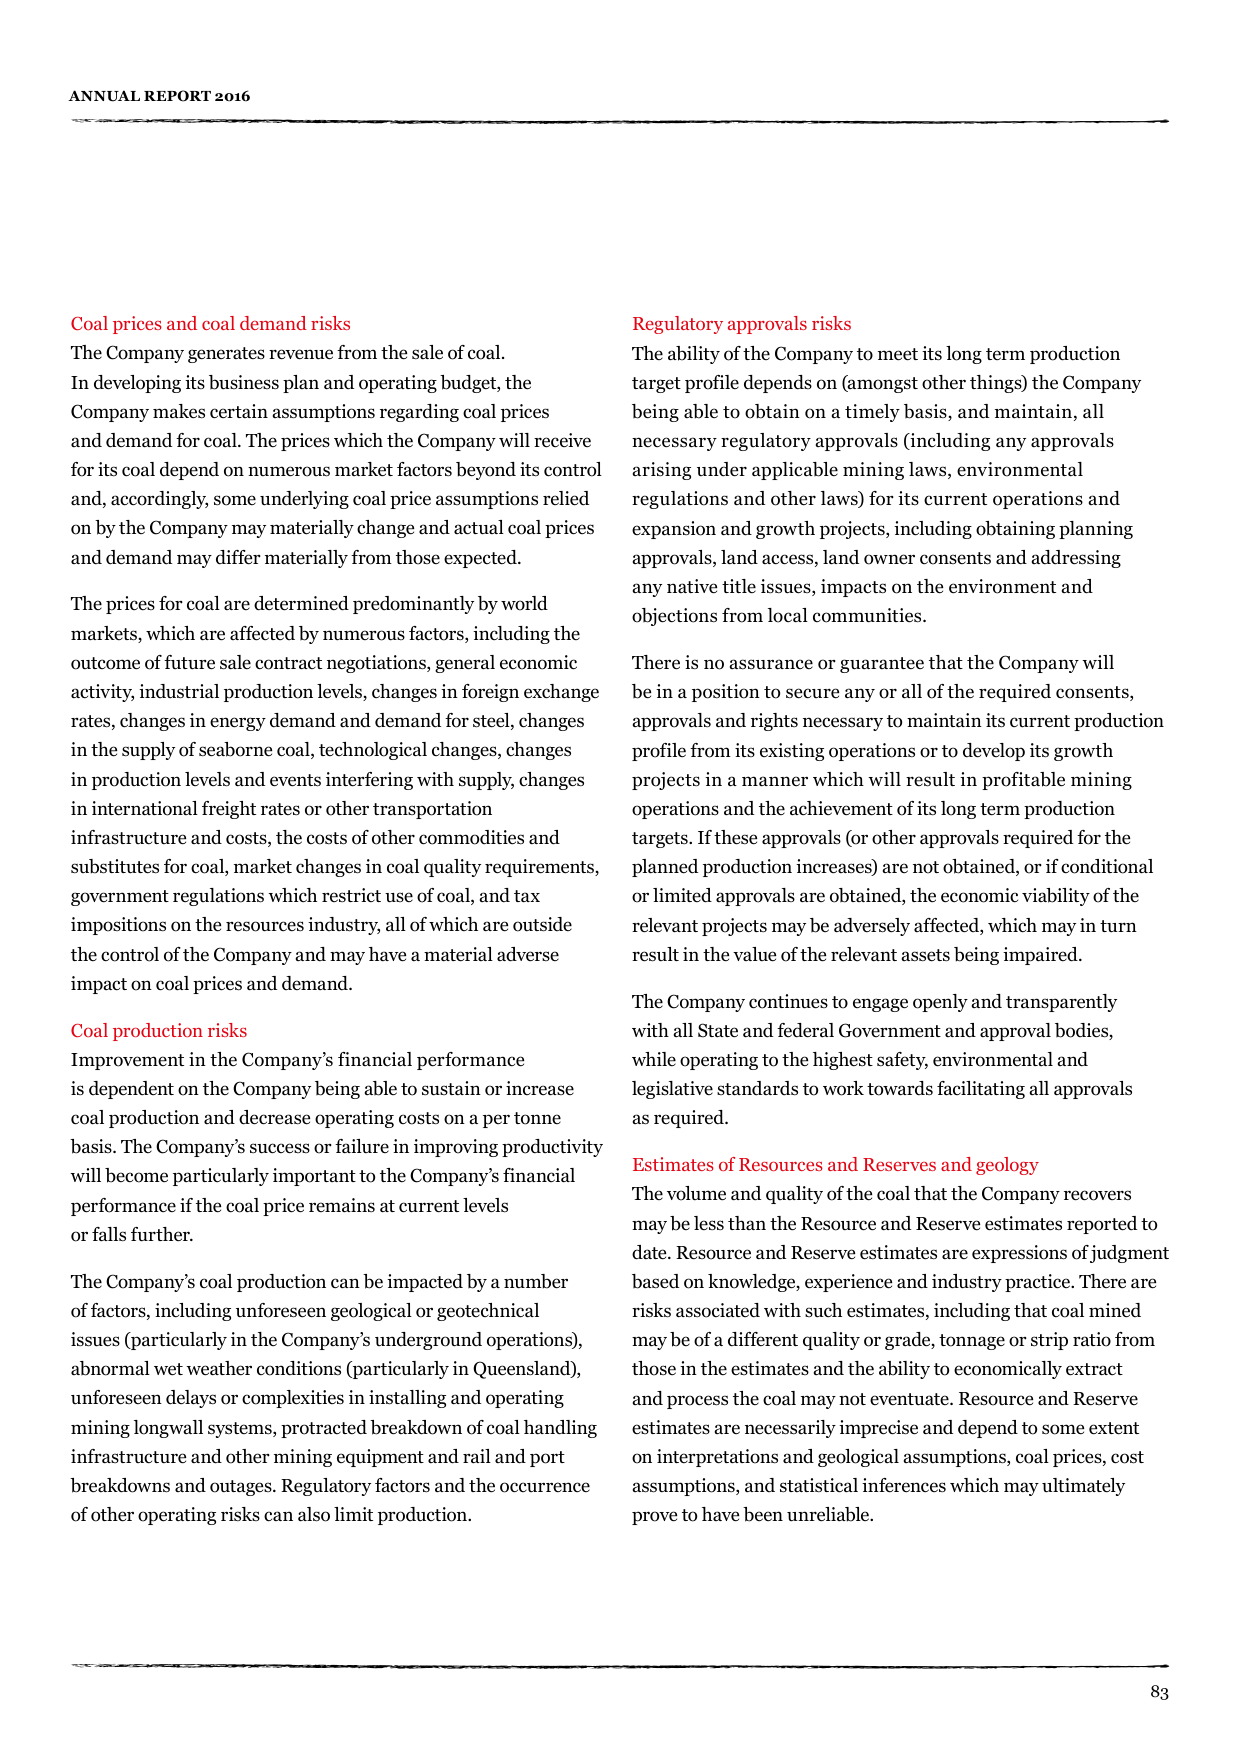 ANNUAL REPORT 2016
Coal prices and coal demand risks
The Company generates revenue from the sale of coal.
In developing its business plan and operating budget, the
Company makes certain assumptions regarding coal prices
and demand for coal. The prices which the Company will receive
for its coal depend on numerous market factors beyond its control
and, accordingly, some underlying coal price assumptions relied
on by the Company may materially change and actual coal prices
and demand may differ materially from those expected.
The prices for coal are determined predominantly by world
markets, which are affected by numerous factors, including the
outcome of future sale contract negotiations, general economic
activity, industrial production levels, changes in foreign exchange
rates, changes in energy demand and demand for steel, changes
in the supply of seaborne coal, technological changes, changes
in production levels and events interfering with supply, changes
in international freight rates or other transportation
infrastructure and costs, the costs of other commodities and
substitutes for coal, market changes in coal quality requirements,
government regulations which restrict use of coal, and tax
impositions on the resources industry, all of which are outside
the control of the Company and may have a material adverse
impact on coal prices and demand.
Coal production risks
Improvement in the Company's financial performance
is dependent on the Company being able to sustain or increase
coal production and decrease operating costs on a per tonne
basis. The Company's success or failure in improving productivity
will become particularly important to the Company's financial
performance if the coal price remains at current levels
or falls further.
The Company's coal production can be impacted by a number
of factors, including unforeseen geological or geotechnical
issues (particularly in the Company's underground operations),
abnormal wet weather conditions (particularly in Queensland),
unforeseen delays or complexities in installing and operating
mining longwall systems, protracted breakdown of coal handling
infrastructure and other mining equipment and rail and port
breakdowns and outages. Regulatory factors and the occurrence
of other operating risks can also limit production.
Regulatory approvals risks
The ability of the Company to meet its long term production
target profile depends on (amongst other things) the Company
being able to obtain on a timely basis, and maintain, all
necessary regulatory approvals (including any approvals
arising under applicable mining laws, environmental
regulations and other laws) for its current operations and
expansion and growth projects, including obtaining planning
approvals, land access, land owner consents and addressing
any native title issues, impacts on the environment and
objections from local communities.
There is no assurance or guarantee that the Company will
be in a position to secure any or all of the required consents,
approvals and rights necessary to maintain its current production
profile from its existing operations or to develop its growth
projects in a manner which will result in profitable mining
operations and the achievement of its long term production
targets. If these approvals (or other approvals required for the
planned production increases) are not obtained, or if conditional
or limited approvals are obtained, the economic viability of the
relevant projects may be adversely affected, which may in turn
result in the value of the relevant assets being impaired.
The Company continues to engage openly and transparently
with all State and federal Government and approval bodies,
while operating to the highest safety, environmental and
legislative standards to work towards facilitating all approvals
as required.
Estimates of Resources and Reserves and geology
The volume and quality of the coal that the Company recovers
may be less than the Resource and Reserve estimates reported to
date. Resource and Reserve estimates are expressions of judgment
based on knowledge, experience and industry practice. There are
risks associated with such estimates, including that coal mined
may be of a different quality or grade, tonnage or strip ratio from
those in the estimates and the ability to economically extract
and process the coal may not eventuate. Resource and Reserve
estimates are necessarily imprecise and depend to some extent
on interpretations and geological assumptions, coal prices, cost
assumptions, and statistical inferences which may ultimately
prove to have been unreliable.
83